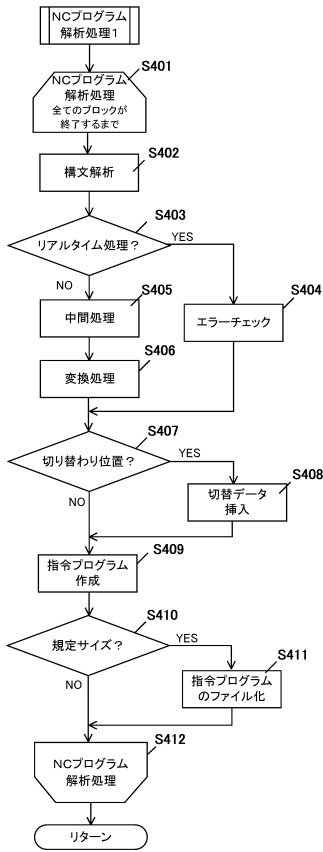 ＮＣプログラム
解析処理１
S401
ＮＣプログラム
解析処理
全てのブロックが
終了するまで
S402
構文解析
S403
リアルタイム処理？
YES
NO
S404
エラーチェック
S405
中間処理
S406
変換処理
S407
切り替わり位置？
YES
NO
S408
切替データ
挿入
S409
指令プログラム
作成
S410
規定サイズ？
YES
NO
S411
指令プログラム
のファイル化
S412
ＮＣプログラム
解析処理
リターン